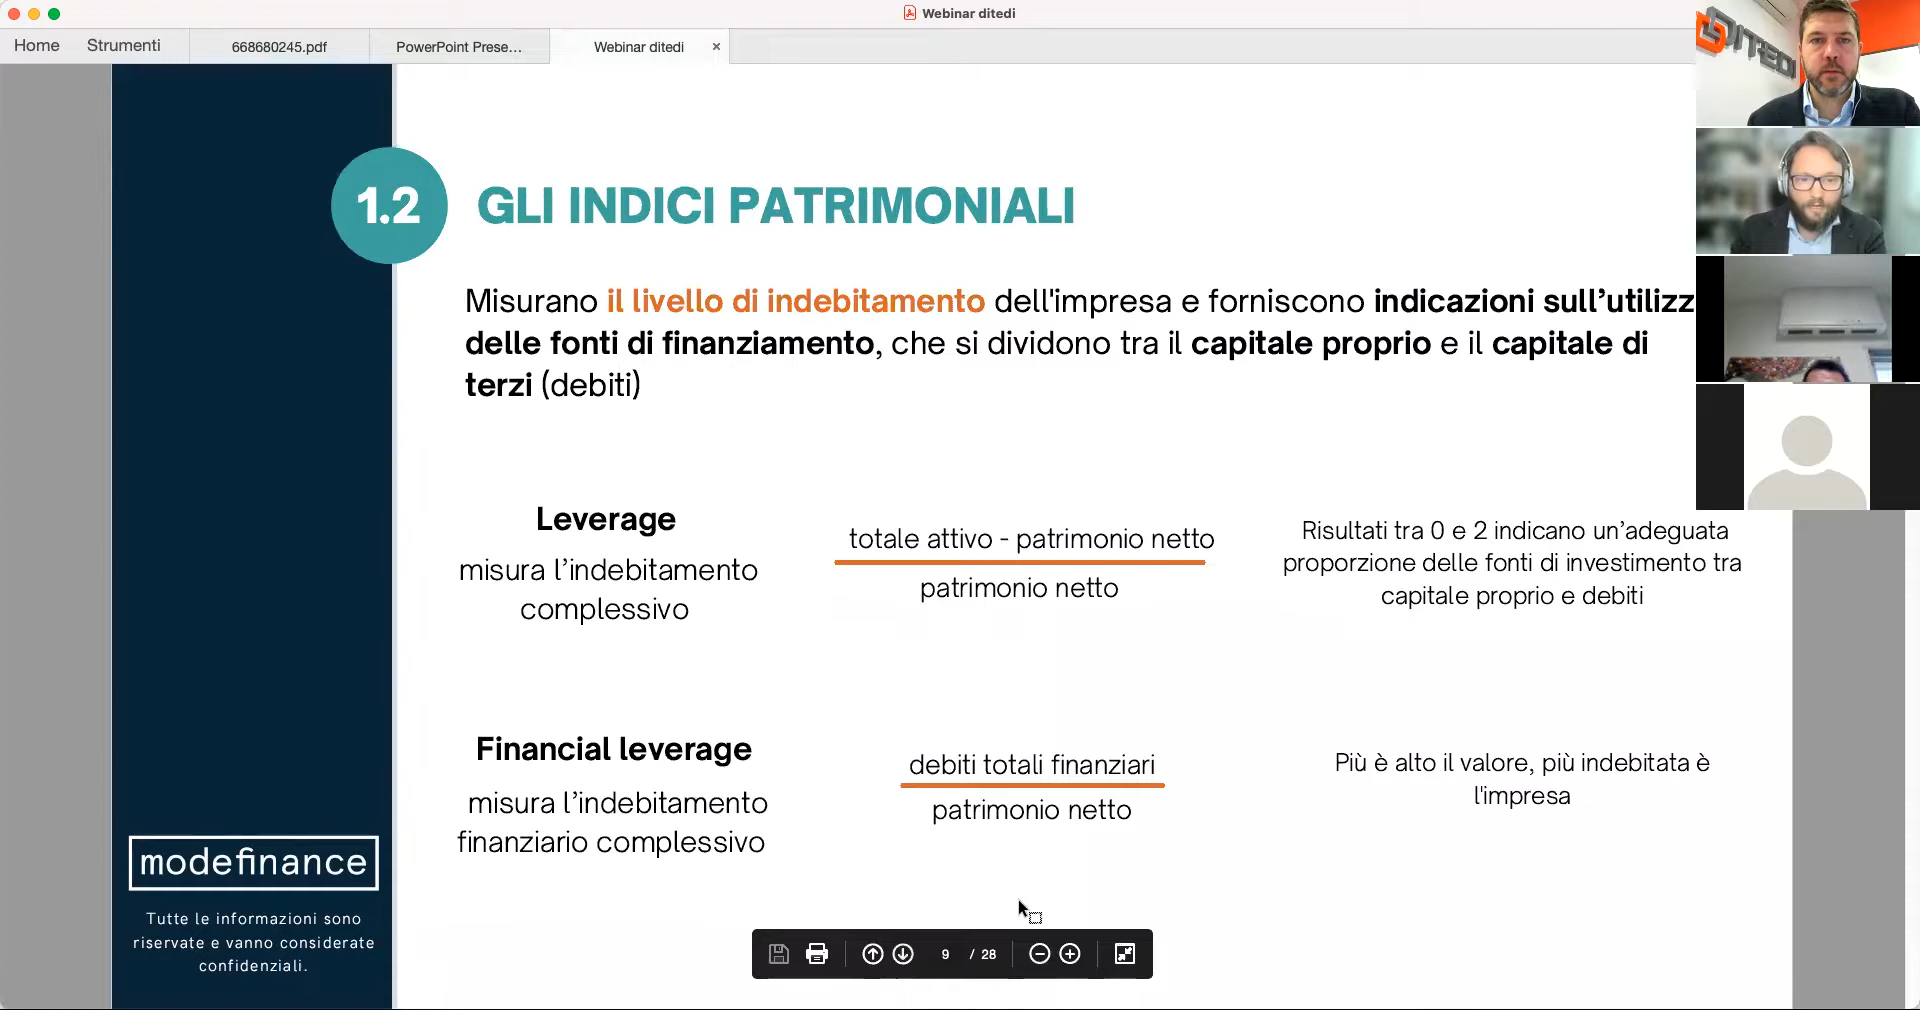 Webinar ditedi
Home
Strumenti
668680245.pdf
PowerPoint Prese...
Webinar ditedi
DITEDI
1.2
GLI INDICI PATRIMONIALI
Misurano il livello di indebitamento dell'impresa e forniscono indicazioni sull’utilizz
delle fonti di finanziamento, che si dividono tra il capitale proprio e il capitale di
terzi (debiti)
Leverage
misura l’indebitamento
complessivo
totale attivo - patrimonio netto
patrimonio netto
Risultati tra 0 e 2 indicano un’adeguata
proporzione delle fonti di investimento tra
capitale proprio e debiti
Financial leverage
misura l’indebitamento
finanziario complessivo
debiti totali finanziari
patrimonio netto
Più è alto il valore, più indebitata è
l'impresa
modefinance
Tutte le informazioni sono
riservate e vanno considerate
confidenziali.
9 / 28